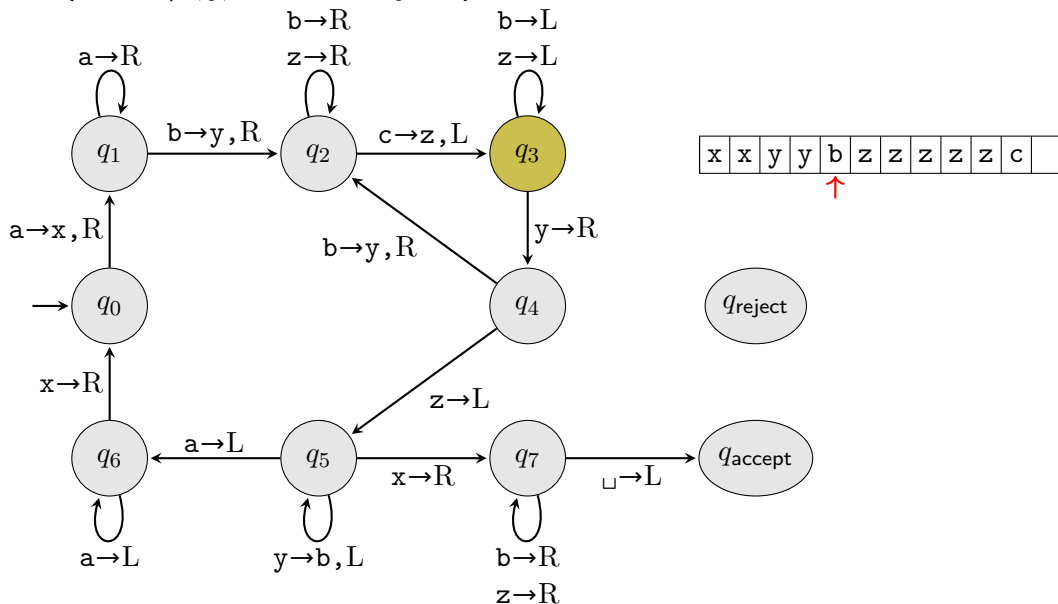 b→R
z→R
b→L
z→L
a→R
q1
b→y,R
q2
c→z,L
q3
x x y y b z z z z z c
↑
a→x,R
b→y,R
y→R
q0
q4
qreject
x→R
z→L
q6
a→L
q5
x→R
q7
␣→L
qaccept
a→L
y→b,L
b→R
z→R